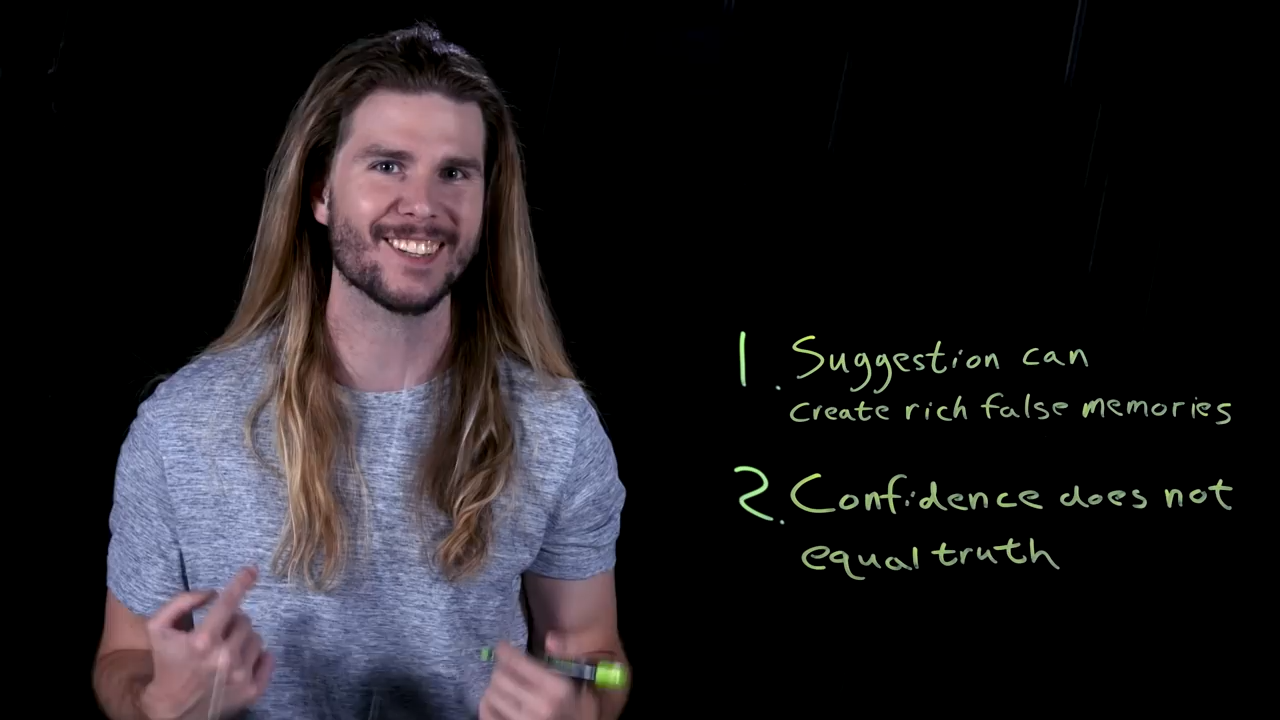 1. Suggestion can
create rich false memories
2. Confidence does not
equal truth